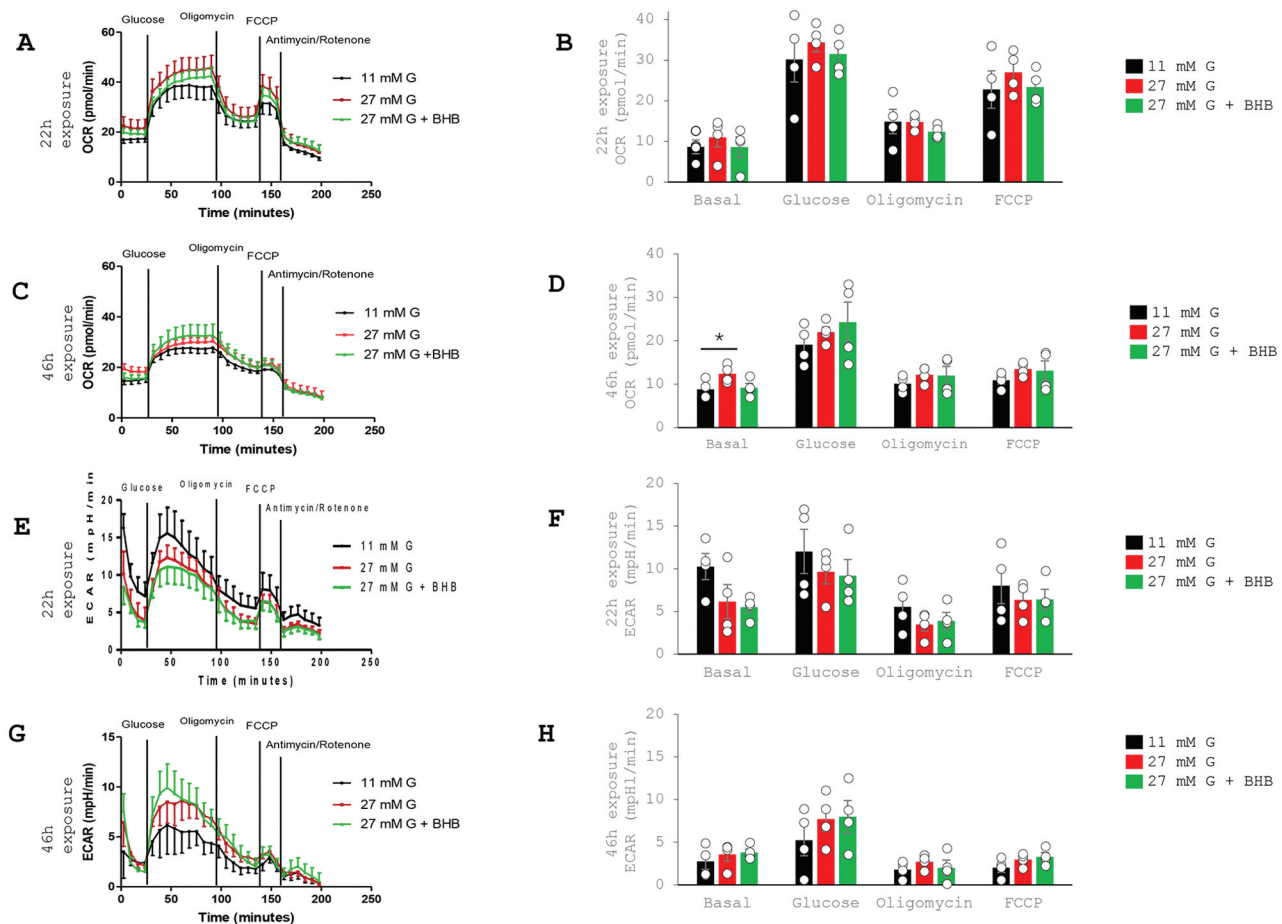 A
22h
exposure
OCR (pmol/min)
Glucose
Oligomycin
FCCP
Antimycin/Rotenone
60
40
20
0
0 50 100 150 200 250
Time (minutes)
11 mM G
27 mM G
27 mM G + BHB
B
22h exposure
OCR (pmol/min)
40
30
20
10
0
Basal Glucose Oligomycin FCCP
11 mM G
27 mM G
27 mM G + BHB
C
46h
exposure
OCR (pmol/min)
Glucose
Oligomycin
FCCP
Antimycin/Rotenone
60
40
20
0
0 50 100 150 200 250
Time (minutes)
11 mM G
27 mM G
27 mM G +BHB
D
46h exposure
OCR (pmol/min)
40
30
20
10
0
*
Basal Glucose Oligomycin FCCP
11 mM G
27 mM G
27 mM G + BHB
E
22h
exposure
ECAR (mpH/min
Glucose
Oligomycin
FCCP
Antimycin/Rotenone
20
15
10
5
0
0 50 100 150 200 250
Time (minutes)
11 mM G
27 mM G
27 mM G + BHB
F
22h exposure
ECAR (mpH/min)
20
15
10
5
0
Basal Glucose Oligomycin FCCP
11 mM G
27 mM G
27 mM G + BHB
G
46h
exposure
ECAR (mpH/min)
Glucose
Oligomycin
FCCP
Antimycin/Rotenone
15
10
5
0
0 50 100 150 200 250
Time (minutes)
11 mM G
27 mM G
27 mM G + BHB
H
46h exposure
ECAR (mpHl/min)
20
15
10
5
0
Basal Glucose Oligomycin FCCP
11 mM G
27 mM G
27 mM G + BHB